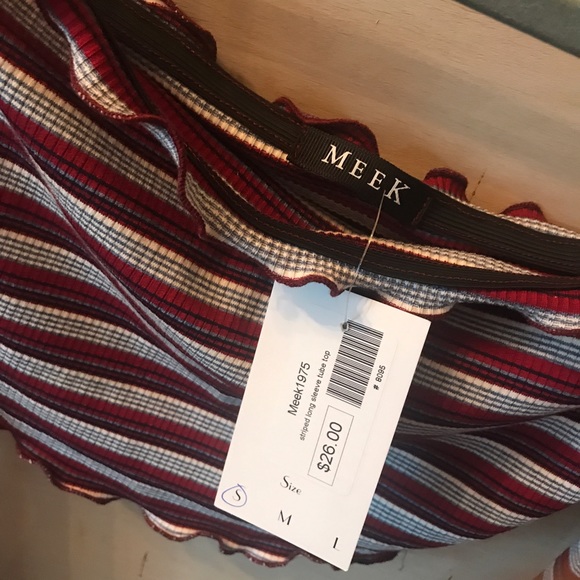 MEEK
Meek1975
striped long sleeve tube top
$26.00
# 8095
Size
S M L